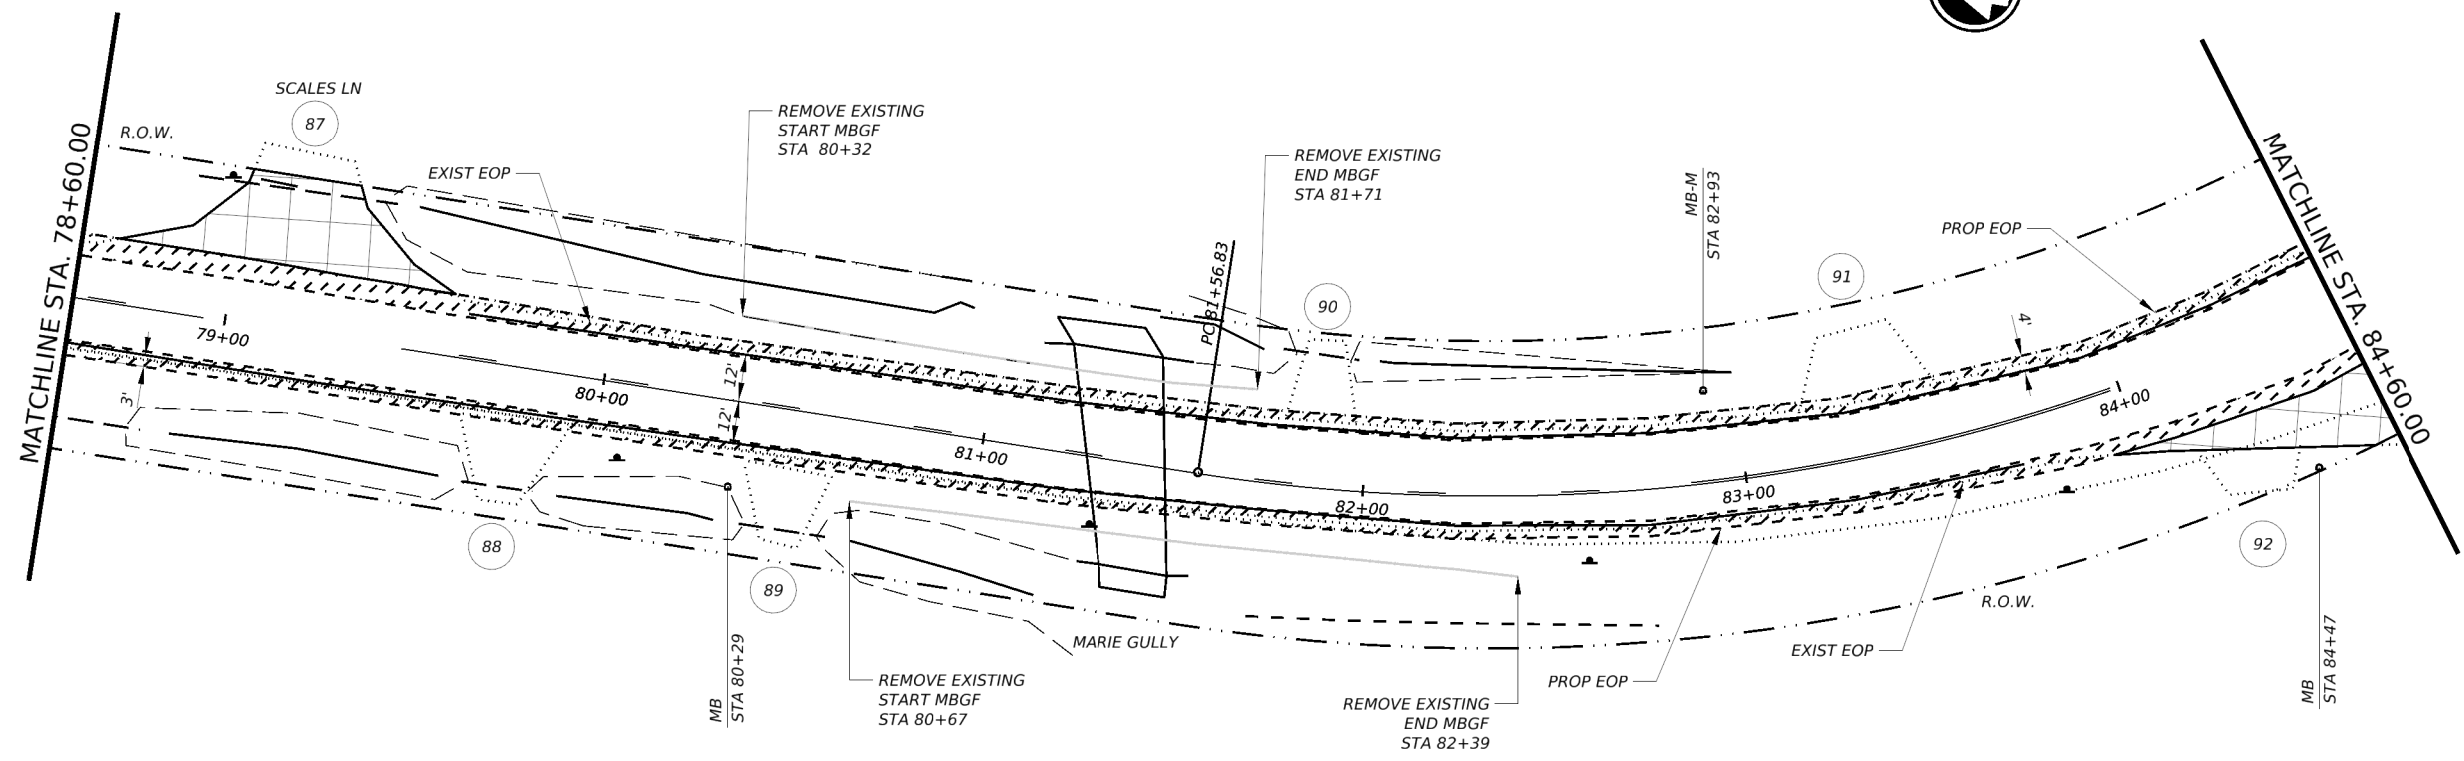 SCALES LN
87
R.O.W.
MATCHLINE STA. 78+60.00
EXIST EOP
REMOVE EXISTING
START MBGF
STA 80+32
REMOVE EXISTING
END MBGF
STA 81+71
PC 81+56.83
90
MB-M
STA 82+93
91
PROP EOP
MATCHLINE STA. 84+60.00
4'
79+00
80+00
81+00
82+00
83+00
84+00
12'
12'
3'
88
89
MB
STA 80+29
REMOVE EXISTING
START MBGF
STA 80+67
MARIE GULLY
REMOVE EXISTING
END MBGF
STA 82+39
PROP EOP
EXIST EOP
R.O.W.
92
MB
STA 84+47